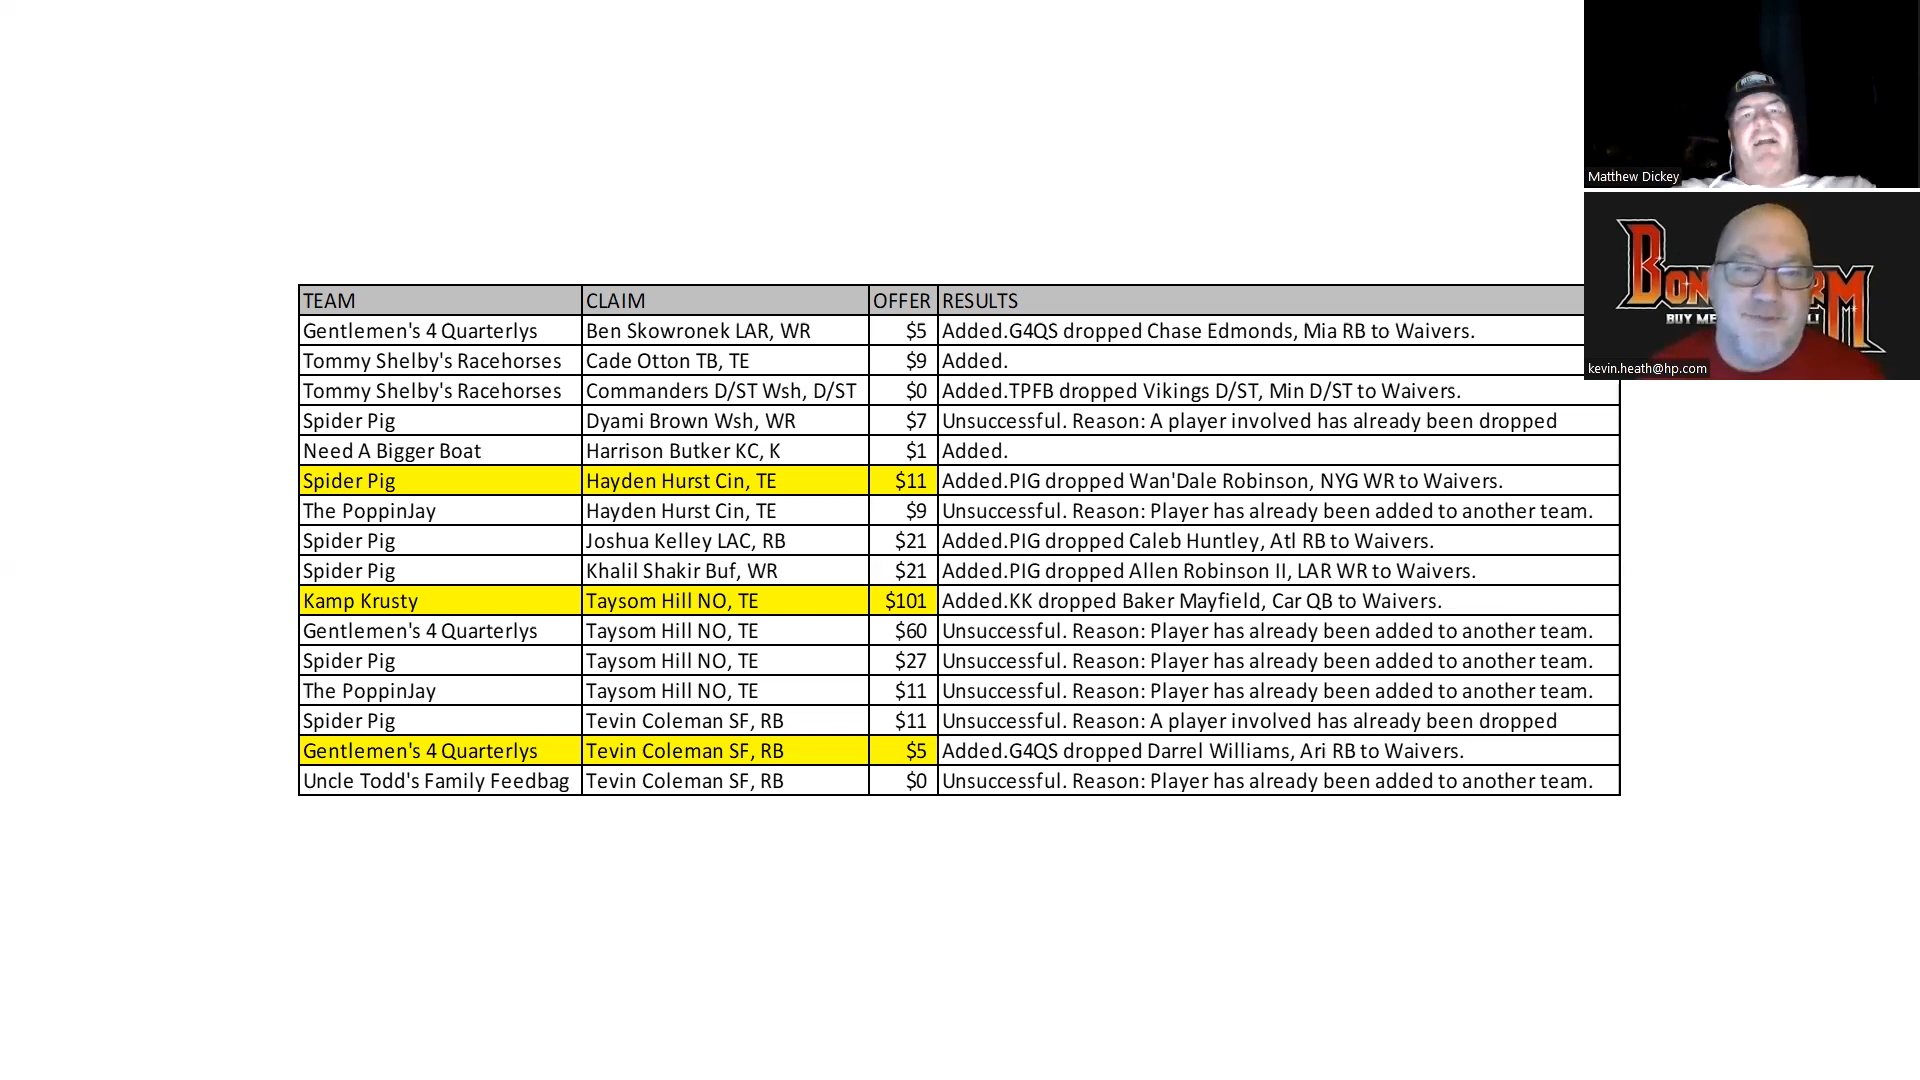 TEAM CLAIM OFFER RESULTS
Gentlemen's 4 Quarterlys Ben Skowronek LAR, WR $5 Added.G4QS dropped Chase Edmonds, Mia RB to Waivers.
Tommy Shelby's Racehorses Cade Otton TB, TE $9 Added.
Tommy Shelby's Racehorses Commanders D/ST Wsh, D/ST $0 Added.TPFB dropped Vikings D/ST, Min D/ST to Waivers.
Spider Pig Dyami Brown Wsh, WR $7 Unsuccessful. Reason: A player involved has already been dropped
Need A Bigger Boat Harrison Butker KC, K $1 Added.
Spider Pig Hayden Hurst Cin, TE $11 Added.PIG dropped Wan'Dale Robinson, NYG WR to Waivers.
The PoppinJay Hayden Hurst Cin, TE $9 Unsuccessful. Reason: Player has already been added to another team.
Spider Pig Joshua Kelley LAC, RB $21 Added.PIG dropped Caleb Huntley, Atl RB to Waivers.
Spider Pig Khalil Shakir Buf, WR $21 Added.PIG dropped Allen Robinson II, LAR WR to Waivers.
Kamp Krusty Taysom Hill NO, TE $101 Added.KK dropped Baker Mayfield, Car QB to Waivers.
Gentlemen's 4 Quarterlys Taysom Hill NO, TE $60 Unsuccessful. Reason: Player has already been added to another team.
Spider Pig Taysom Hill NO, TE $27 Unsuccessful. Reason: Player has already been added to another team.
The PoppinJay Taysom Hill NO, TE $11 Unsuccessful. Reason: Player has already been added to another team.
Spider Pig Tevin Coleman SF, RB $11 Unsuccessful. Reason: A player involved has already been dropped
Gentlemen's 4 Quarterlys Tevin Coleman SF, RB $5 Added.G4QS dropped Darrel Williams, Ari RB to Waivers.
Uncle Todd's Family Feedbag Tevin Coleman SF, RB $0 Unsuccessful. Reason: Player has already been added to another team.
Matthew Dickey
BUY ME
kevin.heath@hp.com